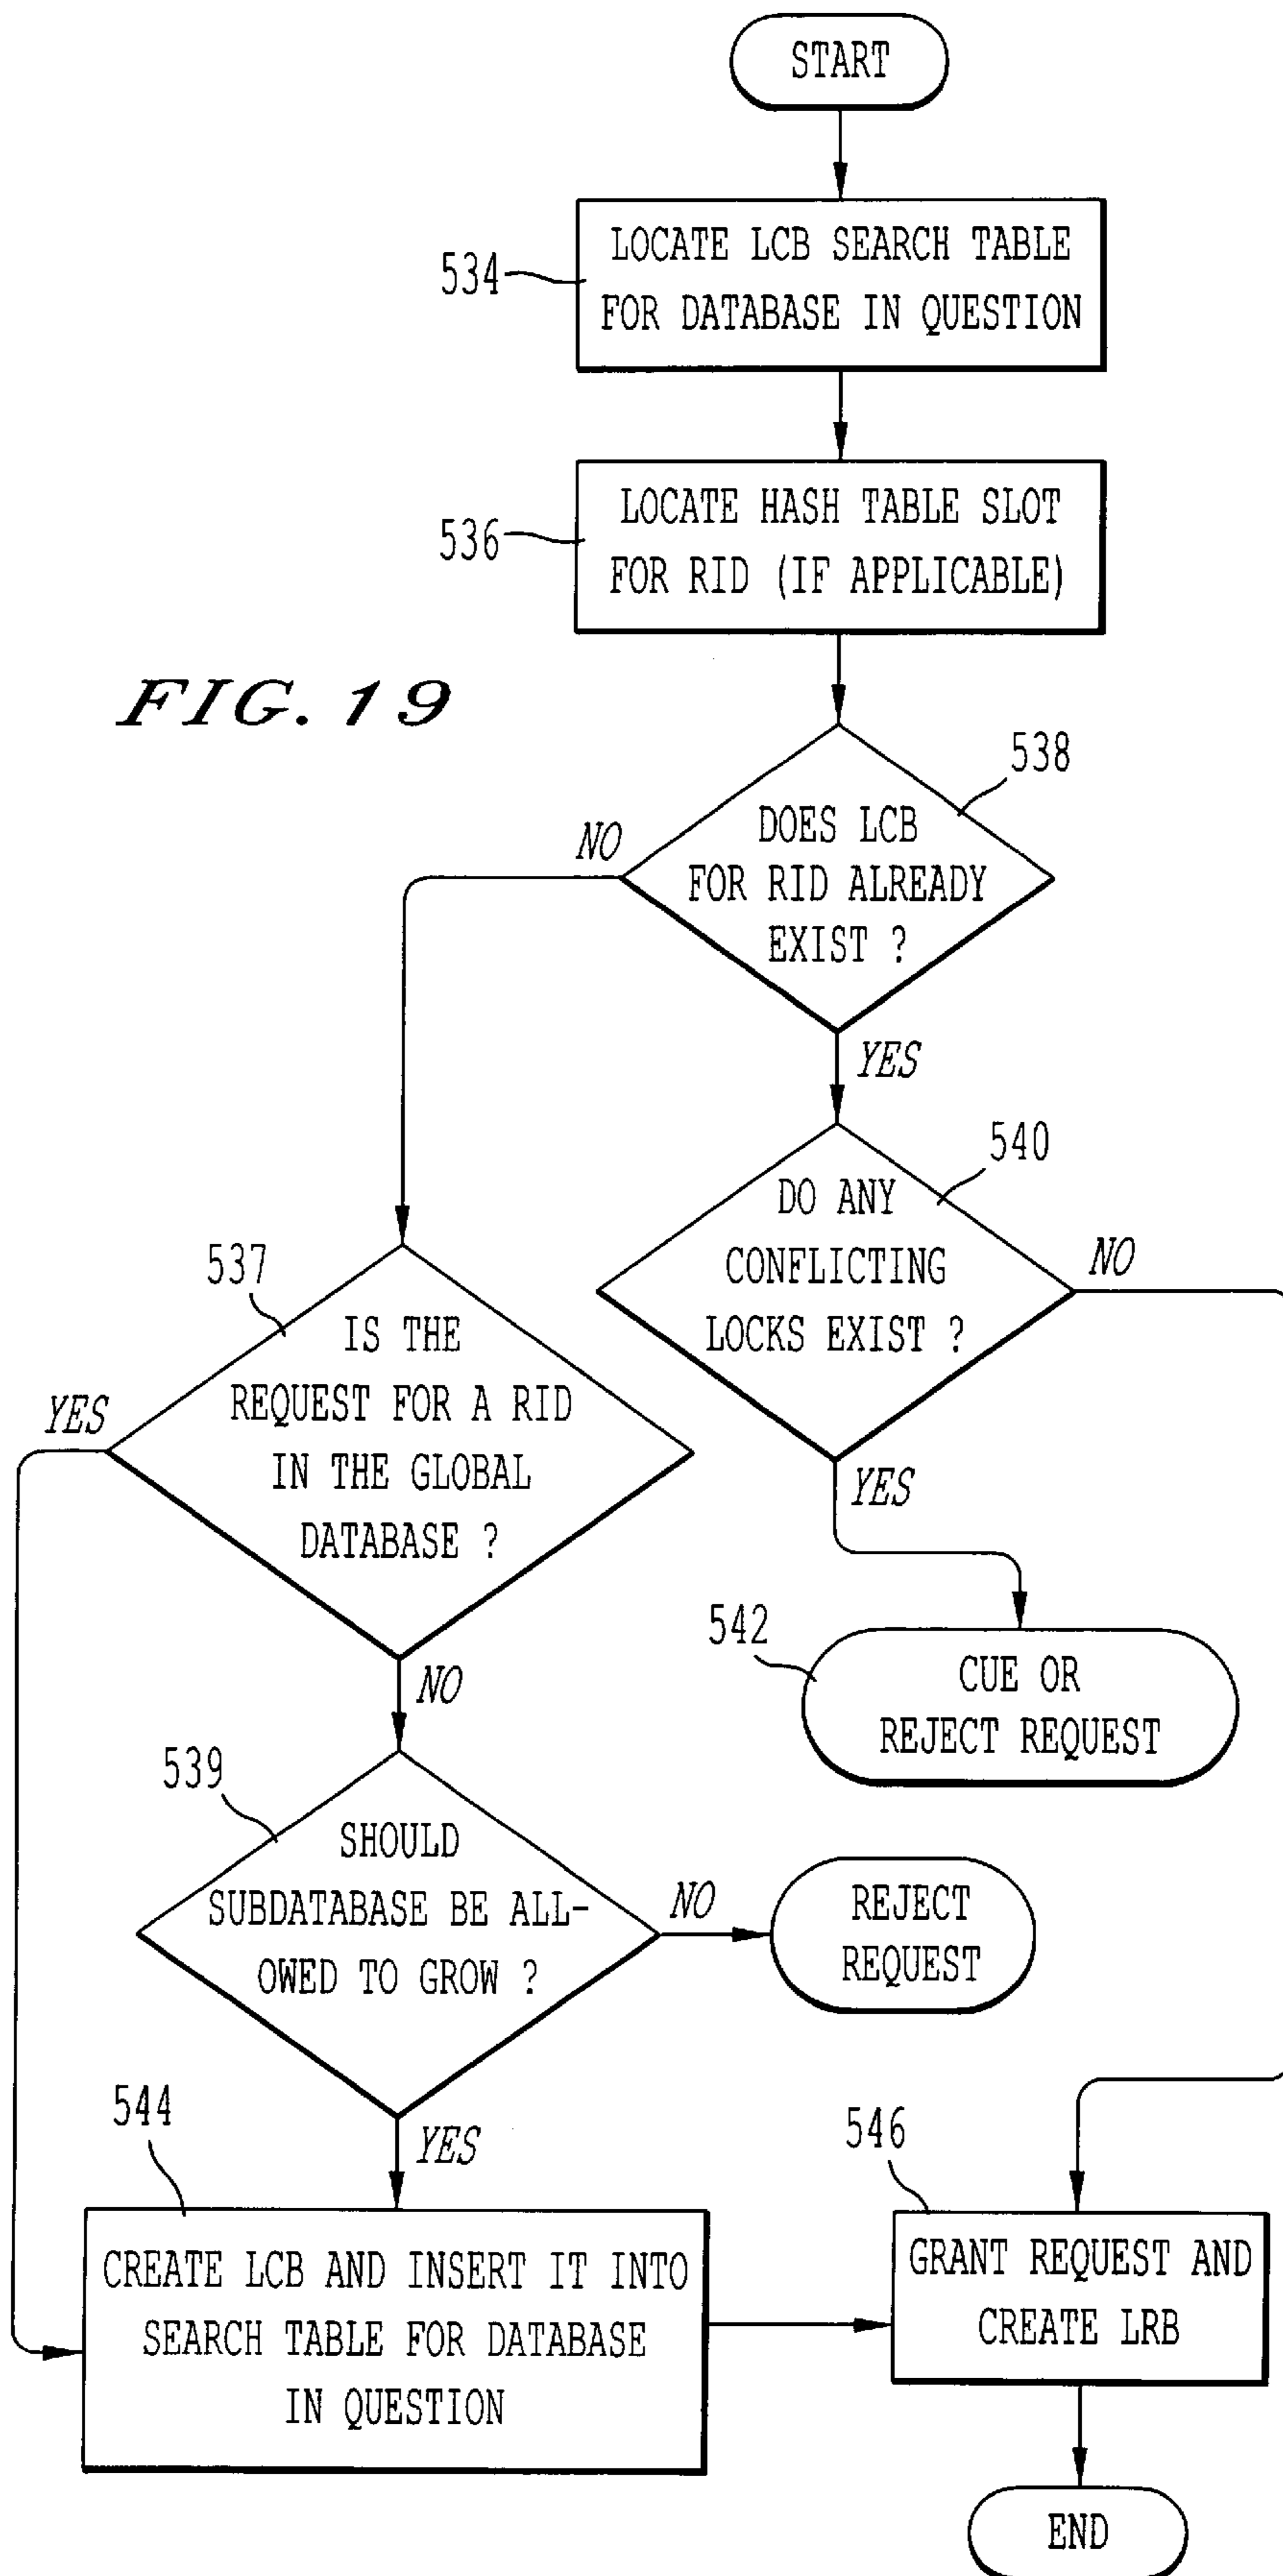 START
534
LOCATE LCB SEARCH TABLE
FOR DATABASE IN QUESTION
536
LOCATE HASH TABLE SLOT
FOR RID (IF APPLICABLE)
FIG. 19
538
DOES LCB
FOR RID ALREADY
EXIST ?
NO
YES
540
DO ANY
CONFLICTING
LOCKS EXIST ?
NO
YES
537
IS THE
REQUEST FOR A RID
IN THE GLOBAL
DATABASE ?
YES
NO
542
CUE OR
REJECT REQUEST
539
SHOULD
SUBDATABASE BE ALL-
OWED TO GROW ?
NO
REJECT
REQUEST
YES
544
CREATE LCB AND INSERT IT INTO
SEARCH TABLE FOR DATABASE
IN QUESTION
546
GRANT REQUEST AND
CREATE LRB
END